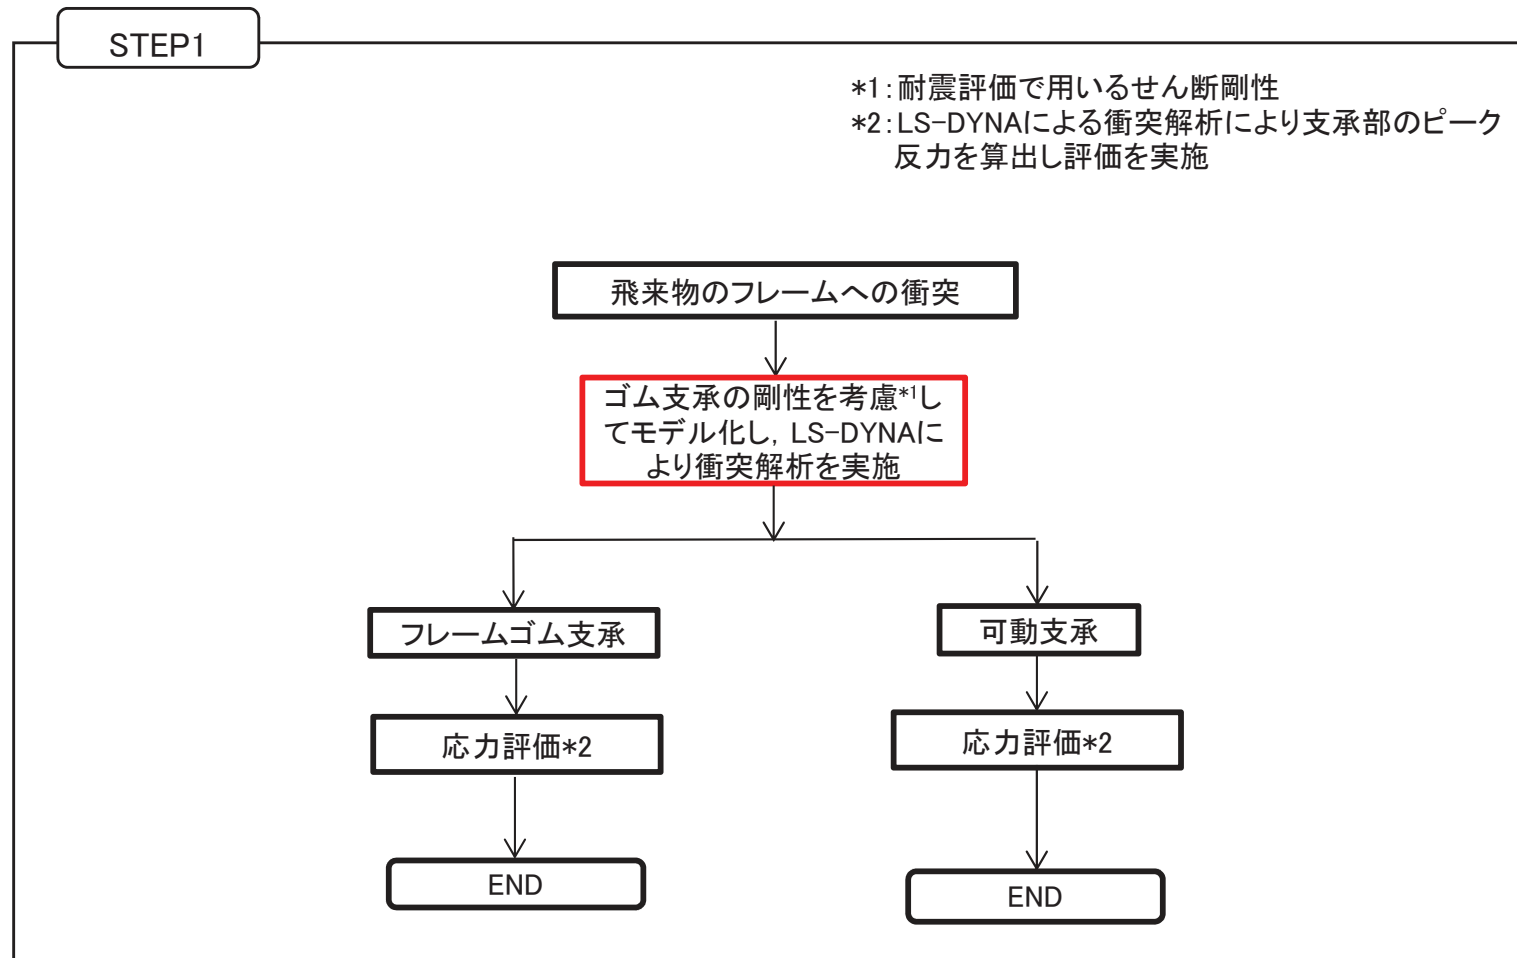 STEP1
*1：耐震評価で用いるせん断剛性
*2：LS-DYNAによる衝突解析により支承部のピーク
反力を算出し評価を実施
飛来物のフレームへの衝突
ゴム支承の剛性を考慮*1し
てモデル化し，LS-DYNAに
より衝突解析を実施
フレームゴム支承
可動支承
応力評価*2
応力評価*2
END
END